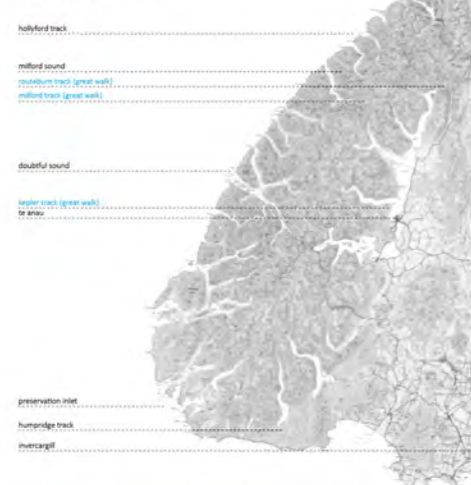 hollyford track
milford sound
routeburn track (great walk)
milford track (great walk)
doubtful sound
kepler track (great walk)
te anau
preservation inlet
humpridge track
invercargill